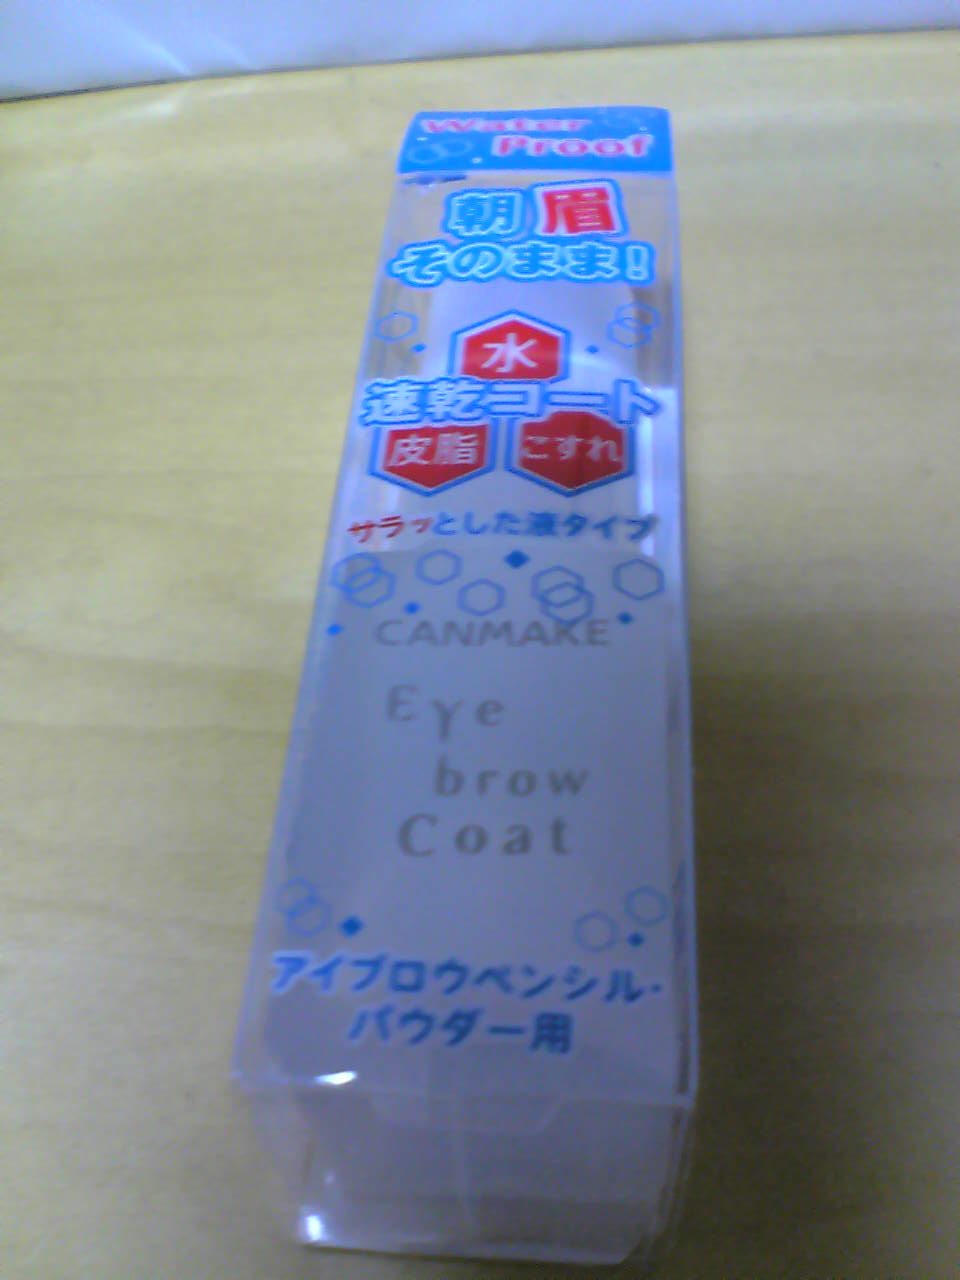 Water
Proof
朝眉
そのまま!
水
速乾コート
皮脂 こすれ
サラッとした液タイプ
CANMAKE
Eye
brow
Coat
アイブロウペンシル・
パウダー用